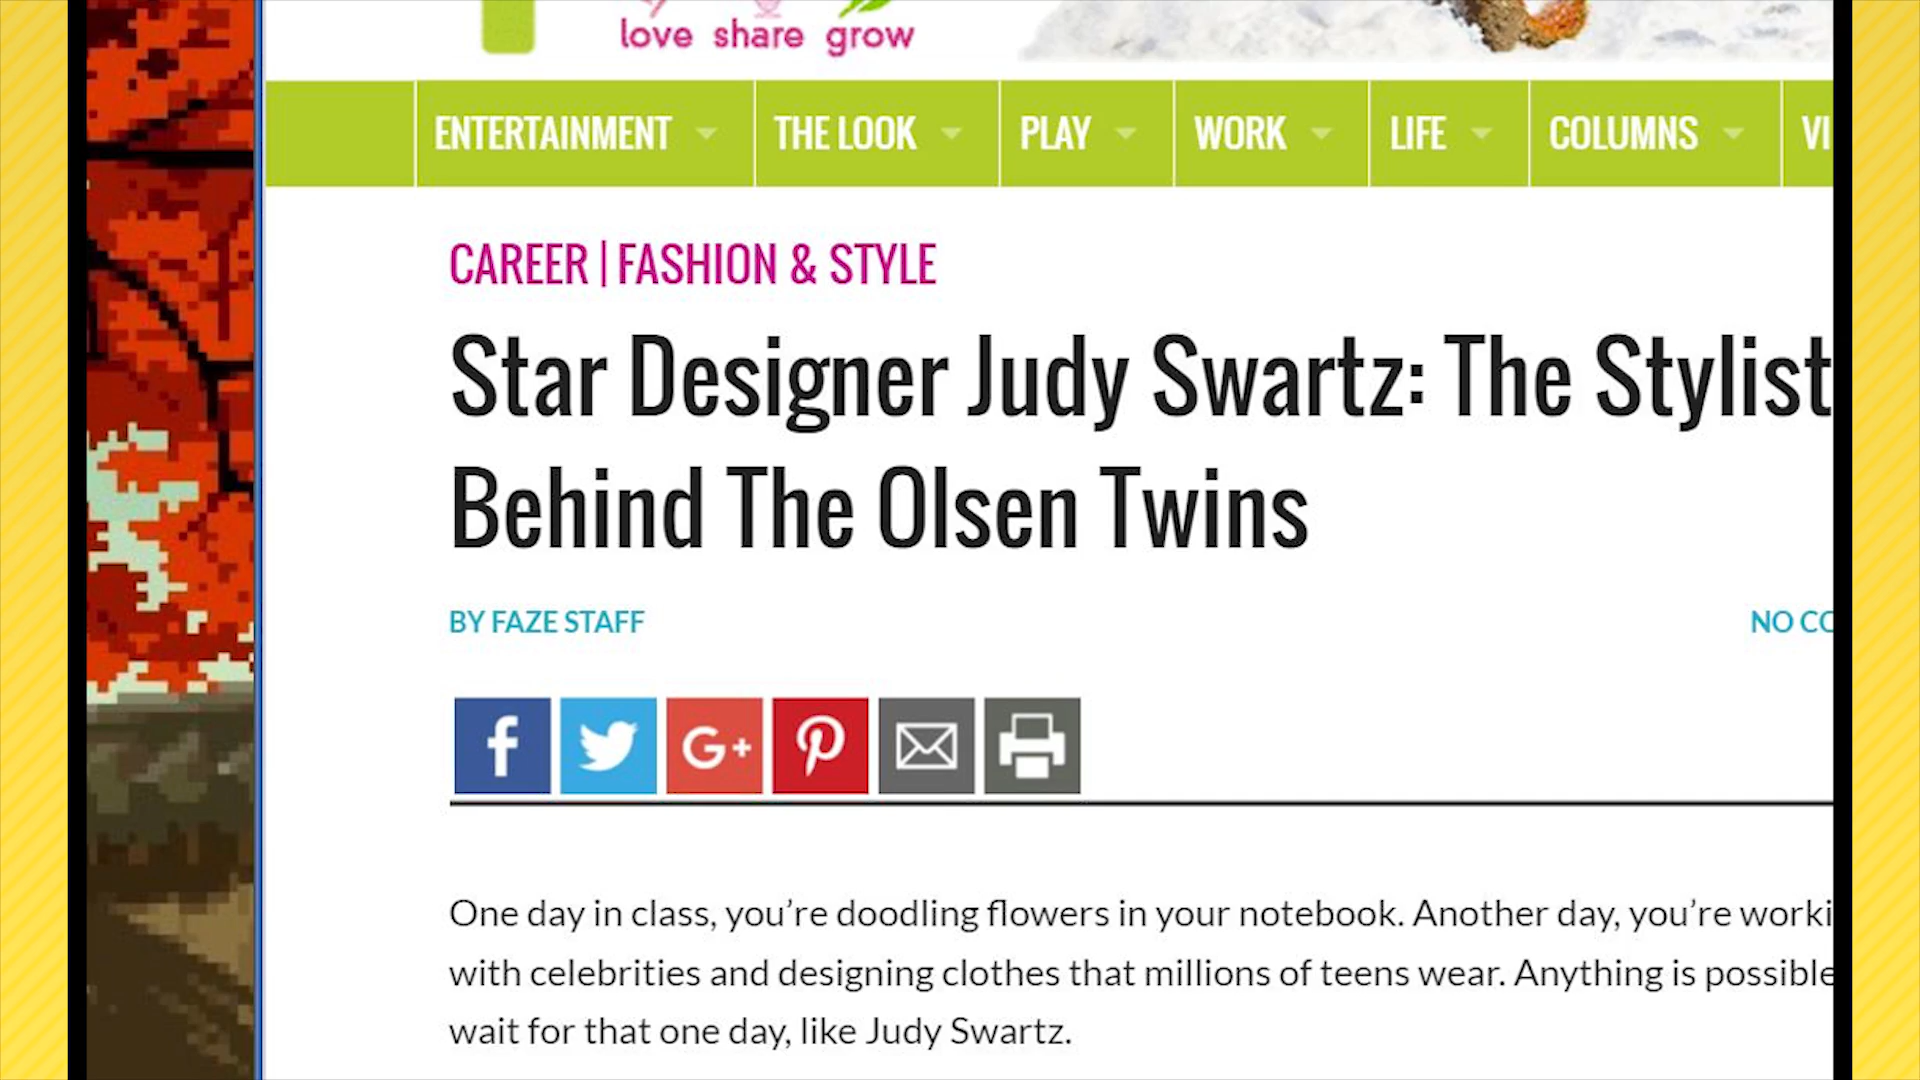 love share grow
ENTERTAINMENT THE LOOK PLAY WORK LIFE COLUMNS VI
CAREER | FASHION & STYLE
Star Designer Judy Swartz: The Stylist
Behind The Olsen Twins
BY FAZE STAFF NO CO
f G+
One day in class, you’re doodling flowers in your notebook. Another day, you’re worki
with celebrities and designing clothes that millions of teens wear. Anything is possible
wait for that one day, like Judy Swartz.